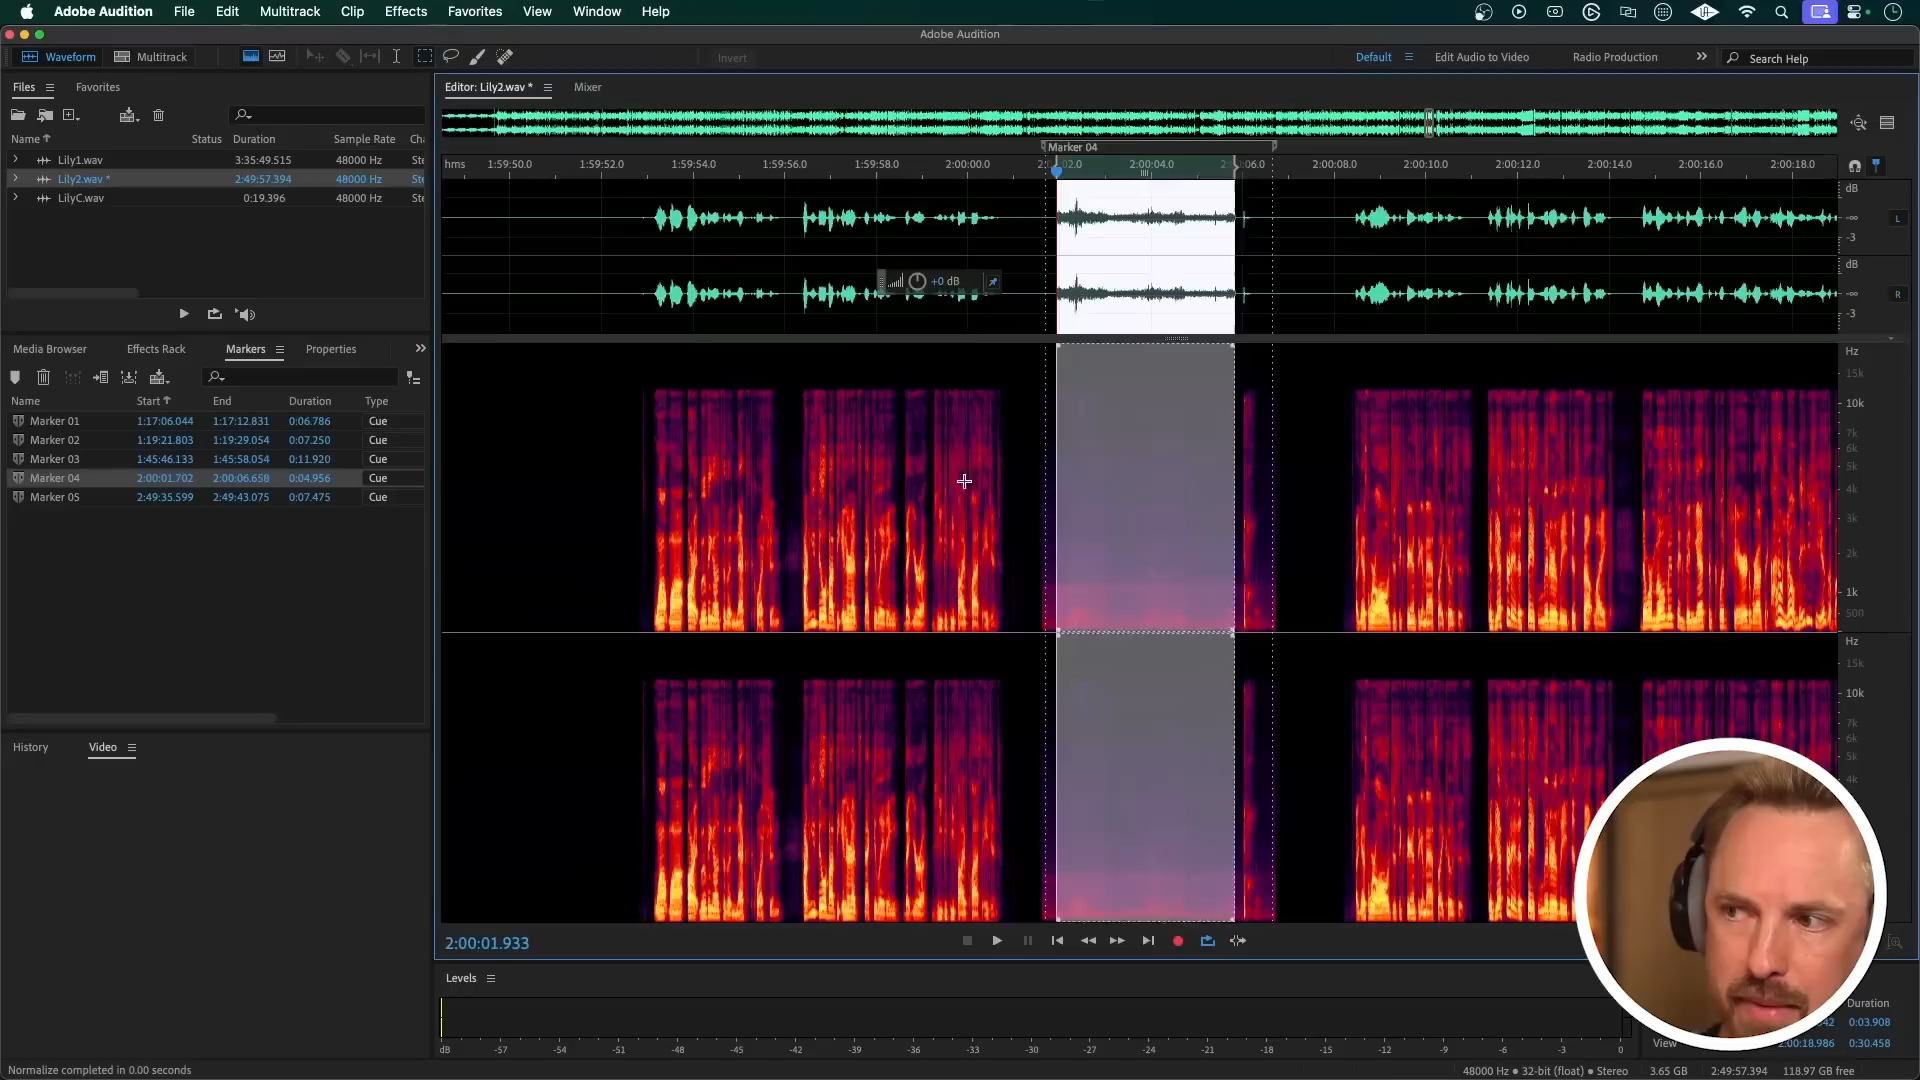 Adobe Audition File Edit Multitrack Clip Effects Favorites View Window Help
Adobe Audition
Waveform Multitrack Invert Default Edit Audio to Video Radio Production Search Help
Files Favorites
Name Status Duration Sample Rate
Lily1.wav 3:35:49.515 48000 Hz
Lily2.wav * 2:49:57.394 48000 Hz
LilyC.wav 0:19.396 48000 Hz
Media Browser Effects Rack Markers Properties
Name Start End Duration Type
Marker 01 1:17:06.044 1:17:12.831 0:06.786 Cue
Marker 02 1:19:21.803 1:19:29.054 0:07.250 Cue
Marker 03 1:45:46.133 1:45:58.054 0:11.920 Cue
Marker 04 2:00:01.702 2:00:06.658 0:04.956 Cue
Marker 05 2:49:35.599 2:49:43.075 0:07.475 Cue
History Video
Editor: Lily2.wav * Mixer
Marker 04
hms 1:59:50.0 1:59:52.0 1:59:54.0 1:59:56.0 1:59:58.0 2:00:00.0 02.0 2:00:04.0 06.0 2:00:08.0 2:00:10.0 2:00:12.0 2:00:14.0 2:00:16.0 2:00:18.0
dB
-∞ L
-3
dB
+0 dB
-∞ R
-3
Hz
15k
10k
7k
6k
5k
4k
3k
2k
1k
500
Hz
15k
10k
7k
6k
5k
4k
2:00:01.933
Levels
dB -57 -54 -51 -48 -45 -42 -39 -36 -33 -30 -27 -24 -21 -18 -15 -12 -9 -6 -3 0
Duration
42 0:03.908
View 2:00:18.986 0:30.458
Normalize completed in 0.00 seconds
48000 Hz • 32-bit (float) • Stereo 3.65 GB 2:49:57.394 118.97 GB free